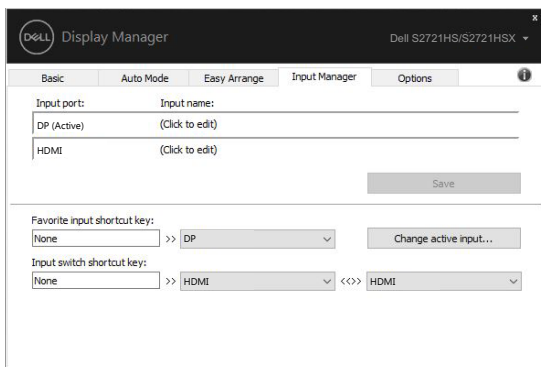 x
DELL Display Manager Dell S2721HS/S2721HSX
Basic Auto Mode Easy Arrange Input Manager Options i
Input port: Input name:
DP (Active) (Click to edit)
HDMI (Click to edit)
Save
Favorite input shortcut key:
None >> DP Change active input...
Input switch shortcut key:
None >> HDMI <<>> HDMI